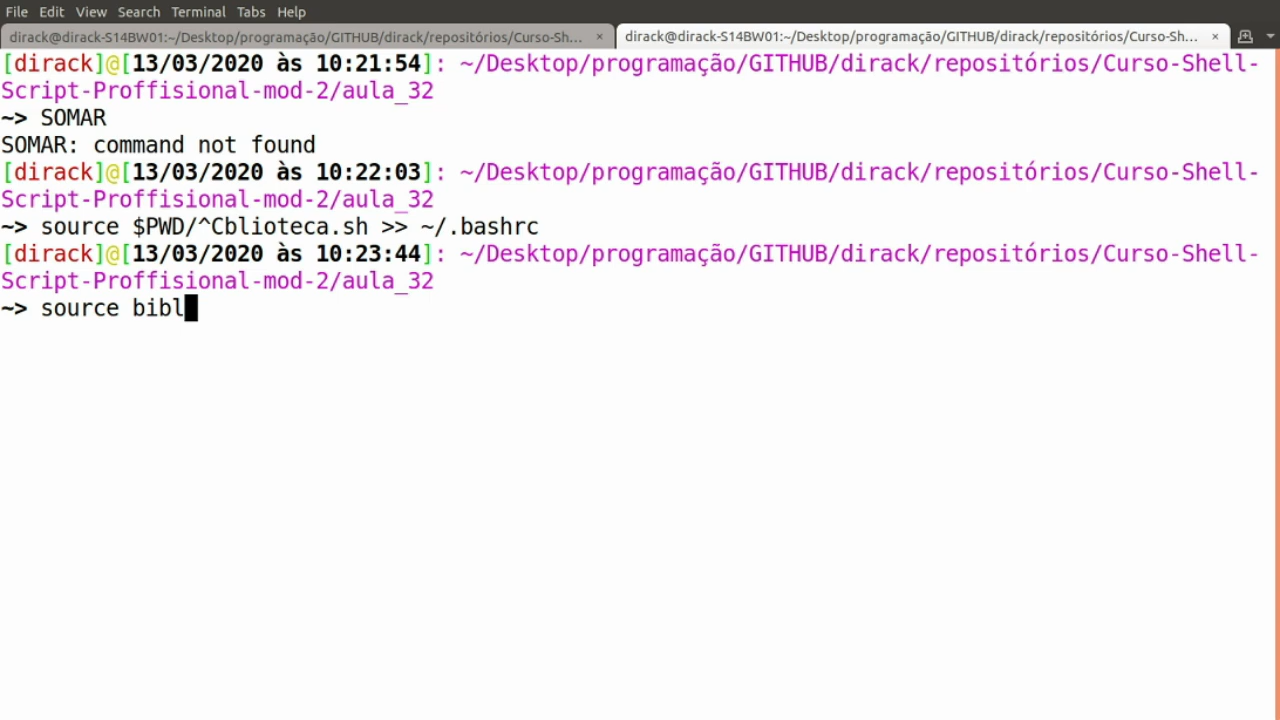 File Edit View Search Terminal Tabs Help
dirack@dirack-S14BW01:~/Desktop/programação/GITHUB/dirack/repositórios/Curso-Sh... × dirack@dirack-S14BW01:~/Desktop/programação/GITHUB/dirack/repositórios/Curso-Sh... ×
[dirack]@[13/03/2020 às 10:21:54]: ~/Desktop/programação/GITHUB/dirack/repositórios/Curso-Shell-
Script-Proffisional-mod-2/aula_32
~> SOMAR
SOMAR: command not found
[dirack]@[13/03/2020 às 10:22:03]: ~/Desktop/programação/GITHUB/dirack/repositórios/Curso-Shell-
Script-Proffisional-mod-2/aula_32
~> source $PWD/^Cblioteca.sh >> ~/.bashrc
[dirack]@[13/03/2020 às 10:23:44]: ~/Desktop/programação/GITHUB/dirack/repositórios/Curso-Shell-
Script-Proffisional-mod-2/aula_32
~> source bibl